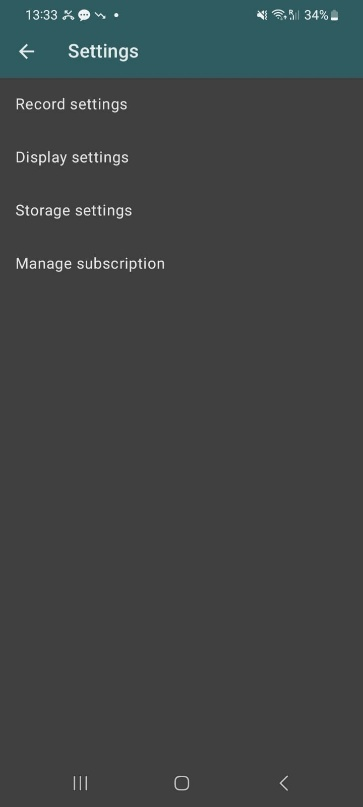 13:33
34%
Settings
Record settings
Display settings
Storage settings
Manage subscription